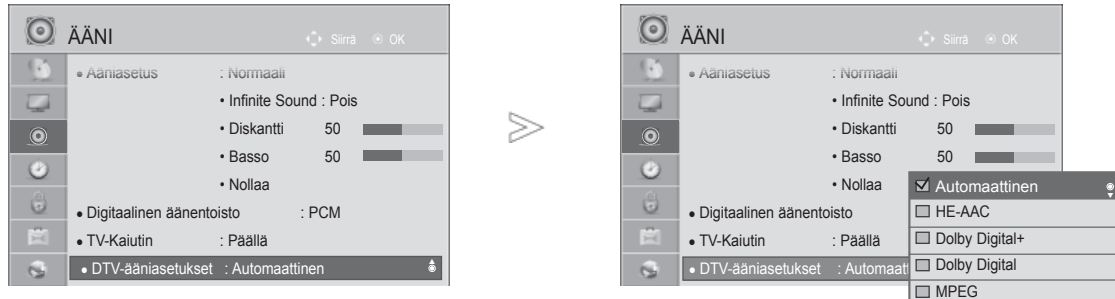 ÄÄNI
Siirrä OK
• Ääniasetus : Normaali
• Infinite Sound : Pois
• Diskantti 50
• Basso 50
• Nollaa
• Digitaalinen äänentoisto : PCM
• TV-Kaiutin : Päällä
• DTV-ääniasetukset : Automaattinen
ÄÄNI
Siirrä OK
• Ääniasetus : Normaali
• Infinite Sound : Pois
• Diskantti 50
• Basso 50
• Nollaa
• Digitaalinen äänentoisto
• TV-Kaiutin : Päällä
• DTV-ääniasetukset : Automaat
Automaattinen
HE-AAC
Dolby Digital+
Dolby Digital
MPEG